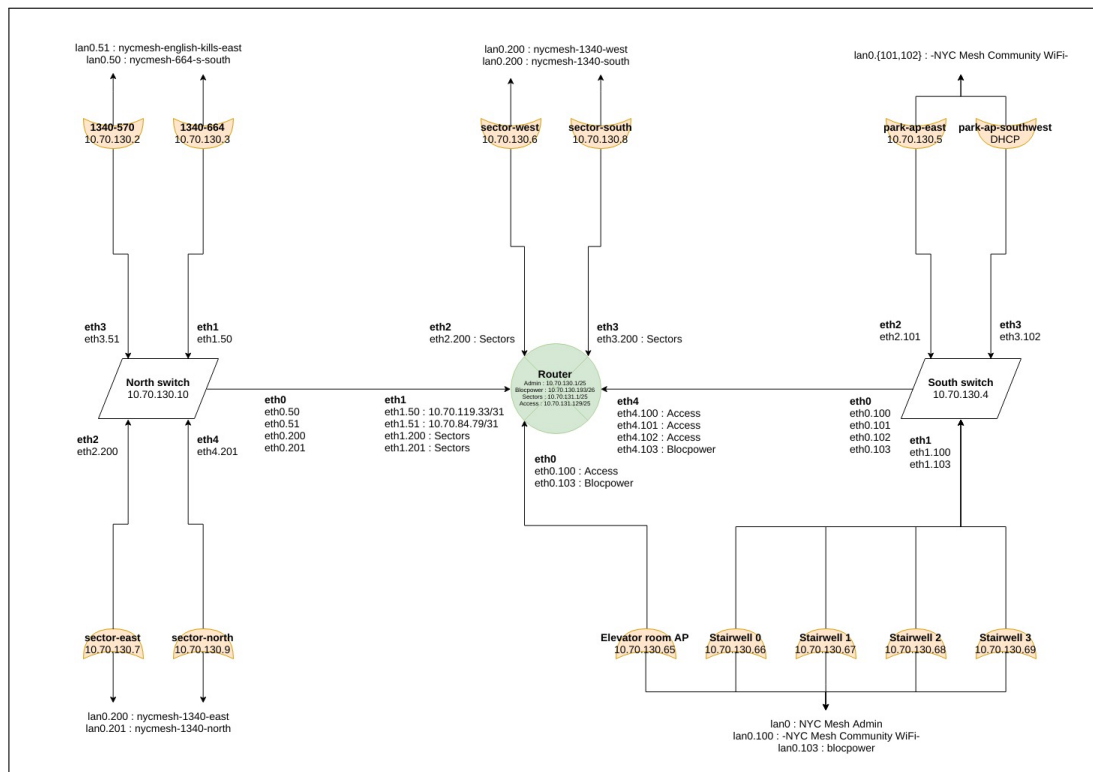 lan0.51 : nycmesh-english-kills-east
lan0.50 : nycmesh-664-s-south
lan0.200 : nycmesh-1340-west
lan0.200 : nycmesh-1340-south
lan0.{101,102} : -NYC Mesh Community WiFi-
1340-570
10.70.130.2
1340-664
10.70.130.3
sector-west
10.70.130.6
sector-south
10.70.130.8
park-ap-east
10.70.130.5
park-ap-southwest
DHCP
eth3
eth3.51
eth1
eth1.50
eth2
eth2.200 : Sectors
eth3
eth3.200 : Sectors
eth2
eth2.101
eth3
eth3.102
North switch
10.70.130.10
Router
Admin : 10.70.130.1/25
Blocpower : 10.70.130.193/26
Sectors : 10.70.131.1/25
Access : 10.70.131.129/25
South switch
10.70.130.4
eth0
eth0.50
eth0.51
eth0.200
eth0.201
eth1
eth1.50 : 10.70.119.33/31
eth1.51 : 10.70.84.79/31
eth1.200 : Sectors
eth1.201 : Sectors
eth4
eth4.100 : Access
eth4.101 : Access
eth4.102 : Access
eth4.103 : Blocpower
eth0
eth0.100
eth0.101
eth0.102
eth0.103
eth1
eth1.100
eth1.103
eth2
eth2.200
eth4
eth4.201
eth0
eth0.100 : Access
eth0.103 : Blocpower
sector-east
10.70.130.7
sector-north
10.70.130.9
Elevator room AP
10.70.130.65
Stairwell 0
10.70.130.66
Stairwell 1
10.70.130.67
Stairwell 2
10.70.130.68
Stairwell 3
10.70.130.69
lan0.200 : nycmesh-1340-east
lan0.201 : nycmesh-1340-north
lan0 : NYC Mesh Admin
lan0.100 : -NYC Mesh Community WiFi-
lan0.103 : blocpower